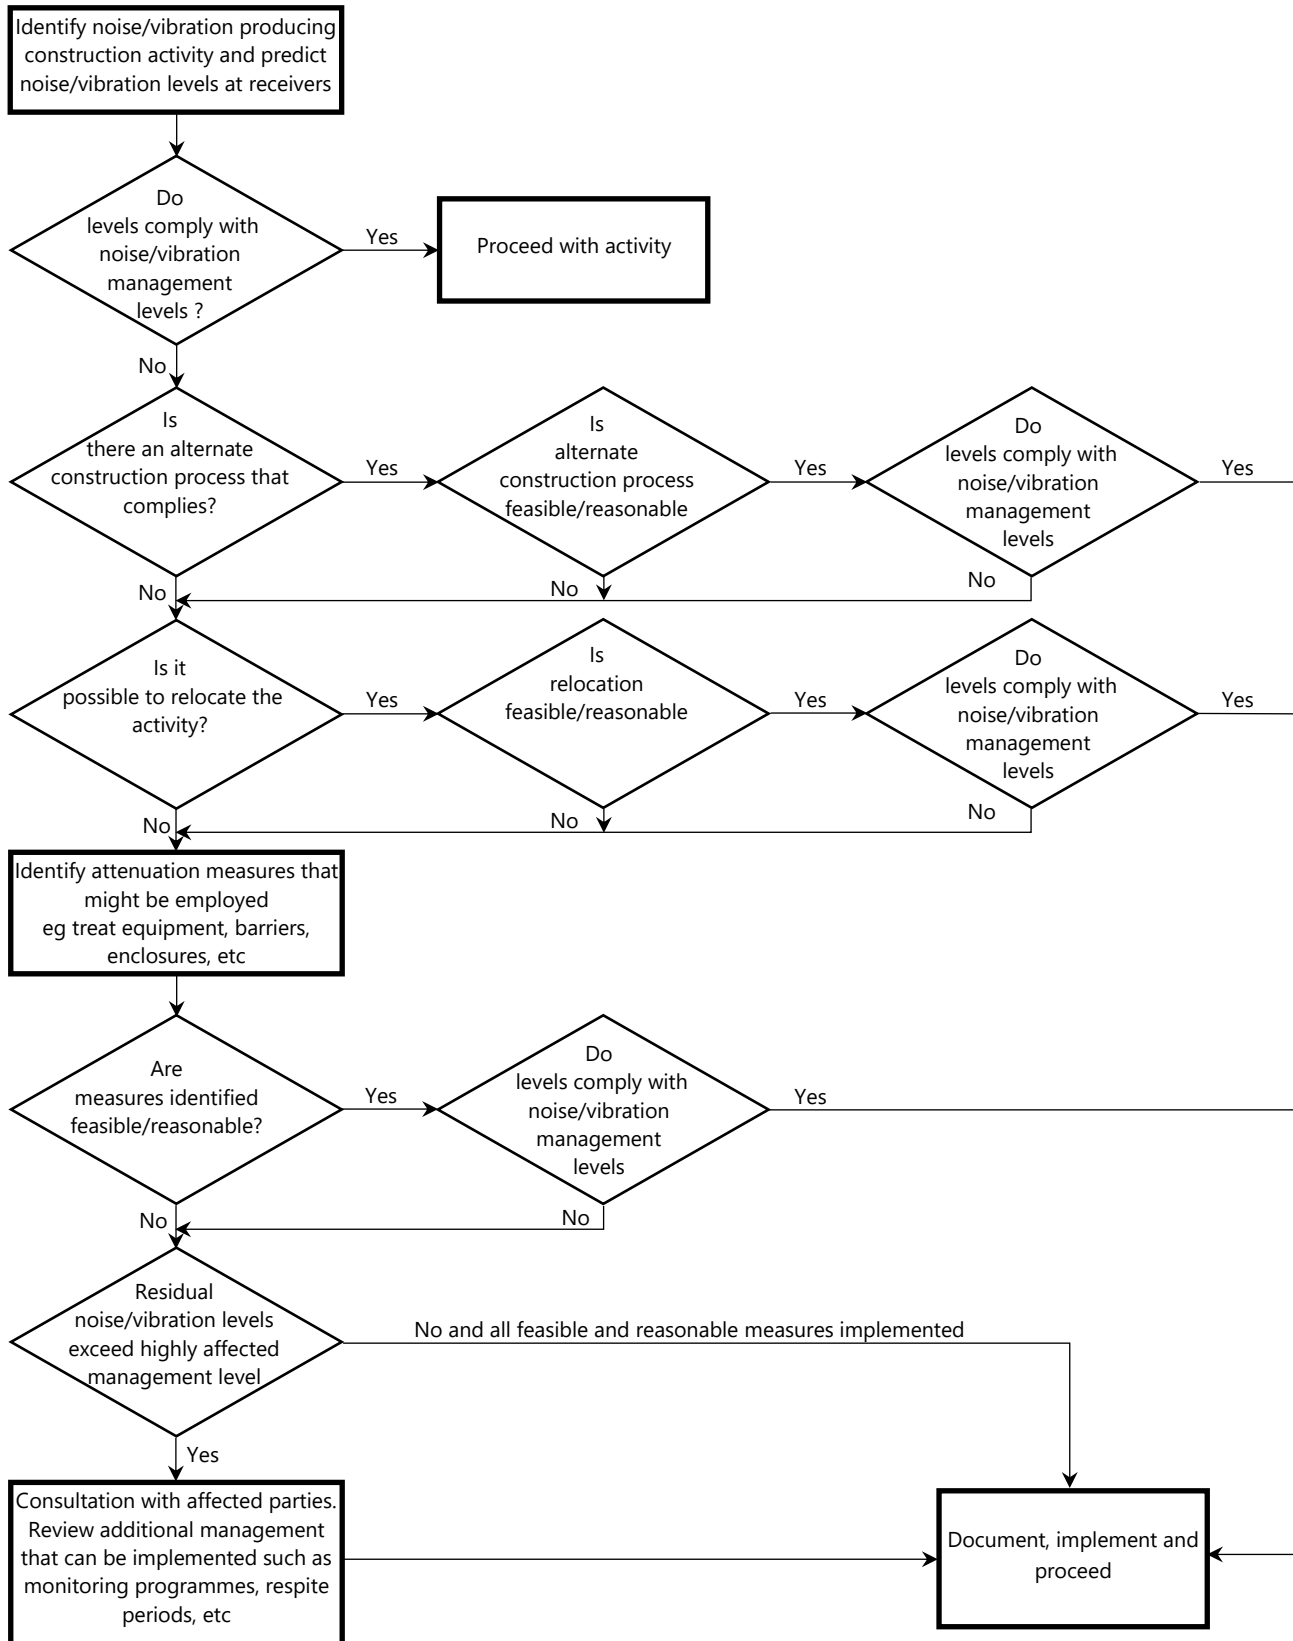 Identify noise/vibration producing
construction activity and predict
noise/vibration levels at receivers
Do
levels comply with
noise/vibration
management
levels ?
Yes
Proceed with activity
No
Is
there an alternate
construction process that
complies?
Yes
Is
alternate
construction process
feasible/reasonable
Yes
Do
levels comply with
noise/vibration
management
levels
Yes
No
No
No
Is it
possible to relocate the
activity?
Yes
Is
relocation
feasible/reasonable
Yes
Do
levels comply with
noise/vibration
management
levels
Yes
No
No
No
Identify attenuation measures that
might be employed
eg treat equipment, barriers,
enclosures, etc
Are
measures identified
feasible/reasonable?
Yes
Do
levels comply with
noise/vibration
management
levels
Yes
No
No
Residual
noise/vibration levels
exceed highly affected
management level
No and all feasible and reasonable measures implemented
Yes
Consultation with affected parties.
Review additional management
that can be implemented such as
monitoring programmes, respite
periods, etc
Document, implement and
proceed